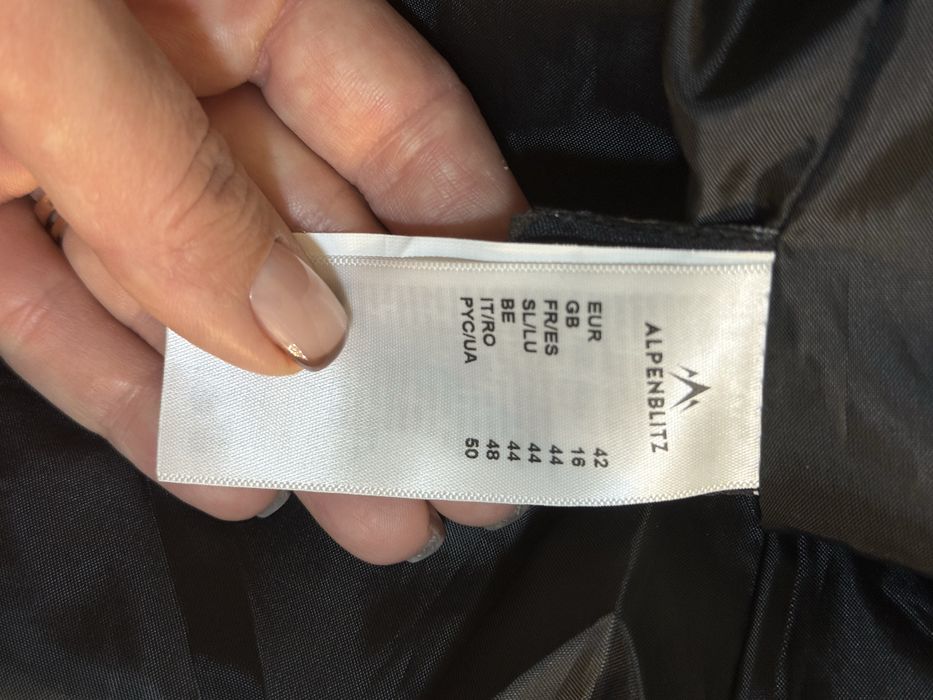 ALPENBLITZ
EUR 42
GB 16
FR/ES 44
SL/LU 44
BE 44
IT/RO 48
PYC/UA 50